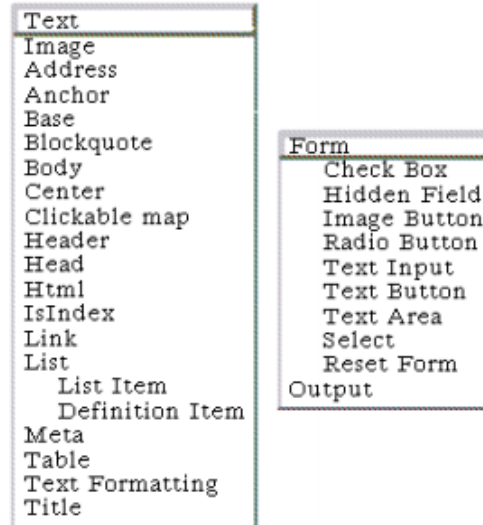 Text
Image
Address
Anchor
Base
Blockquote
Body
Center
Clickable map
Header
Head
Html
IsIndex
Link
List
List Item
Definition Item
Meta
Table
Text Formatting
Title
Form
Check Box
Hidden Field
Image Button
Radio Button
Text Input
Text Button
Text Area
Select
Reset Form
Output